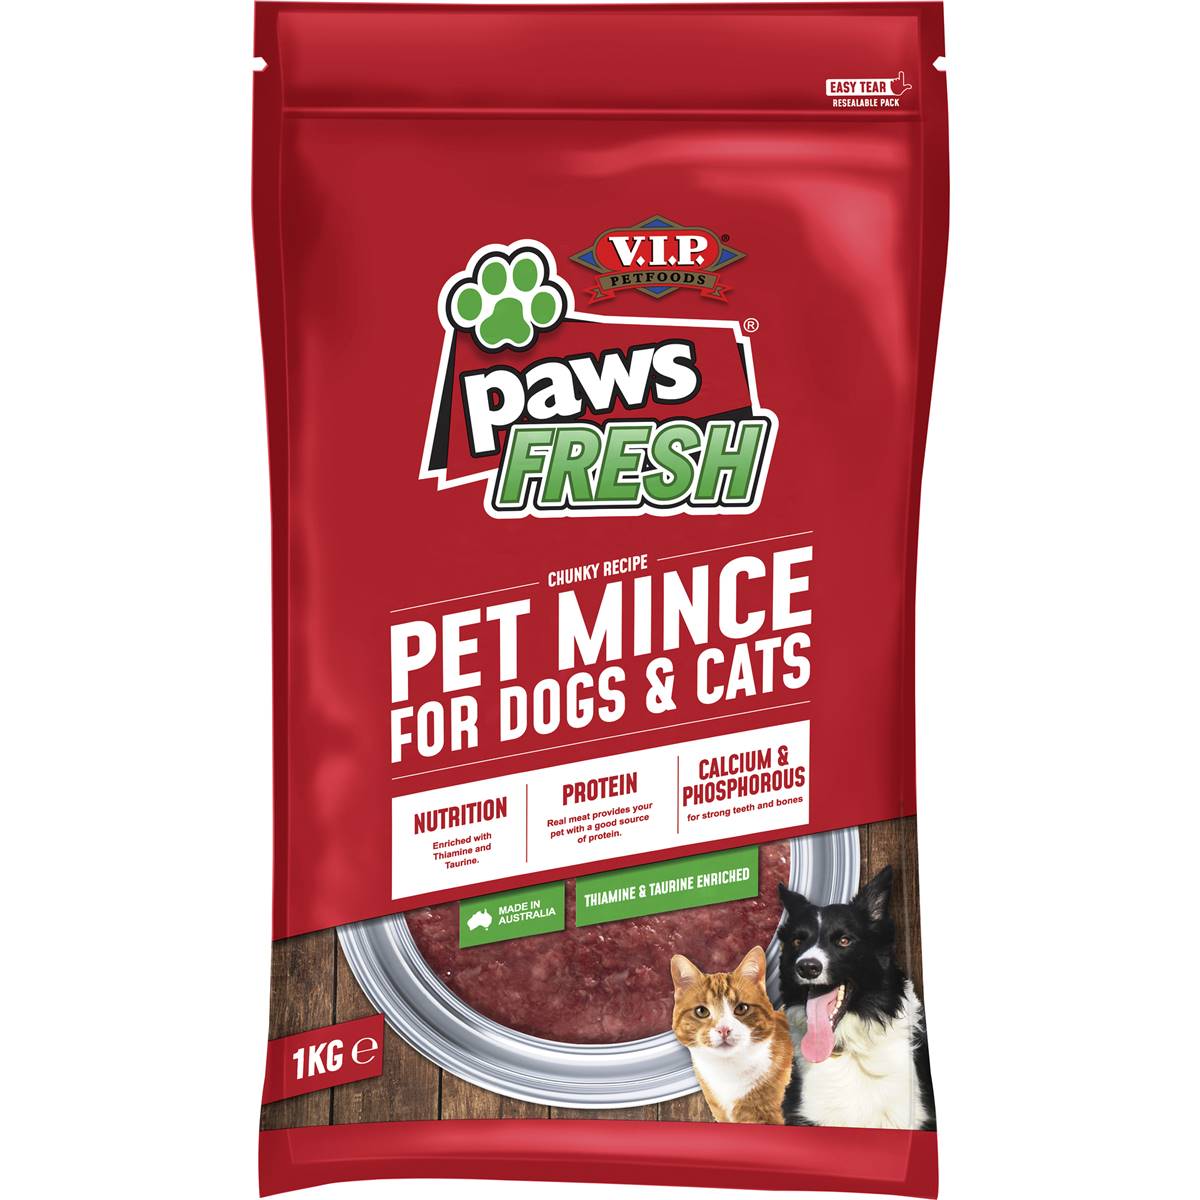 EASY TEAR
RESEALABLE PACK
V.I.P.®
PETFOODS
paws®
FRESH
CHUNKY RECIPE
PET MINCE
FOR DOGS & CATS
NUTRITION
Enriched with
Thiamine and
Taurine.
PROTEIN
Real meat provides your
pet with a good source
of protein.
CALCIUM &
PHOSPHOROUS
for strong teeth and bones
MADE IN
AUSTRALIA
THIAMINE & TAURINE ENRICHED
1KG ℮